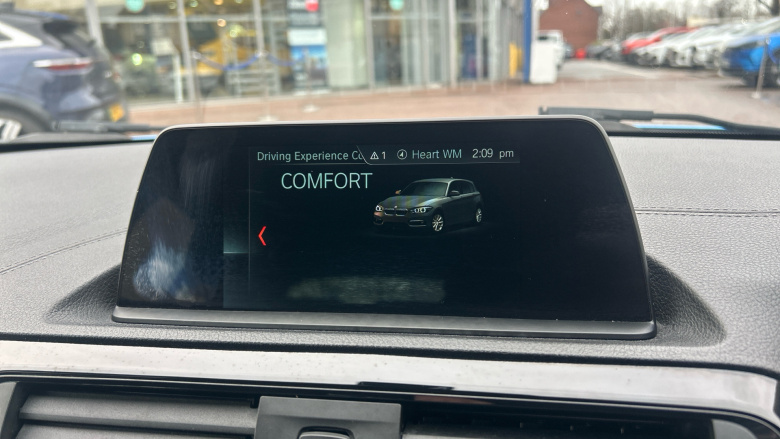 Driving Experience Co 1 Heart WM 2:09 pm
COMFORT